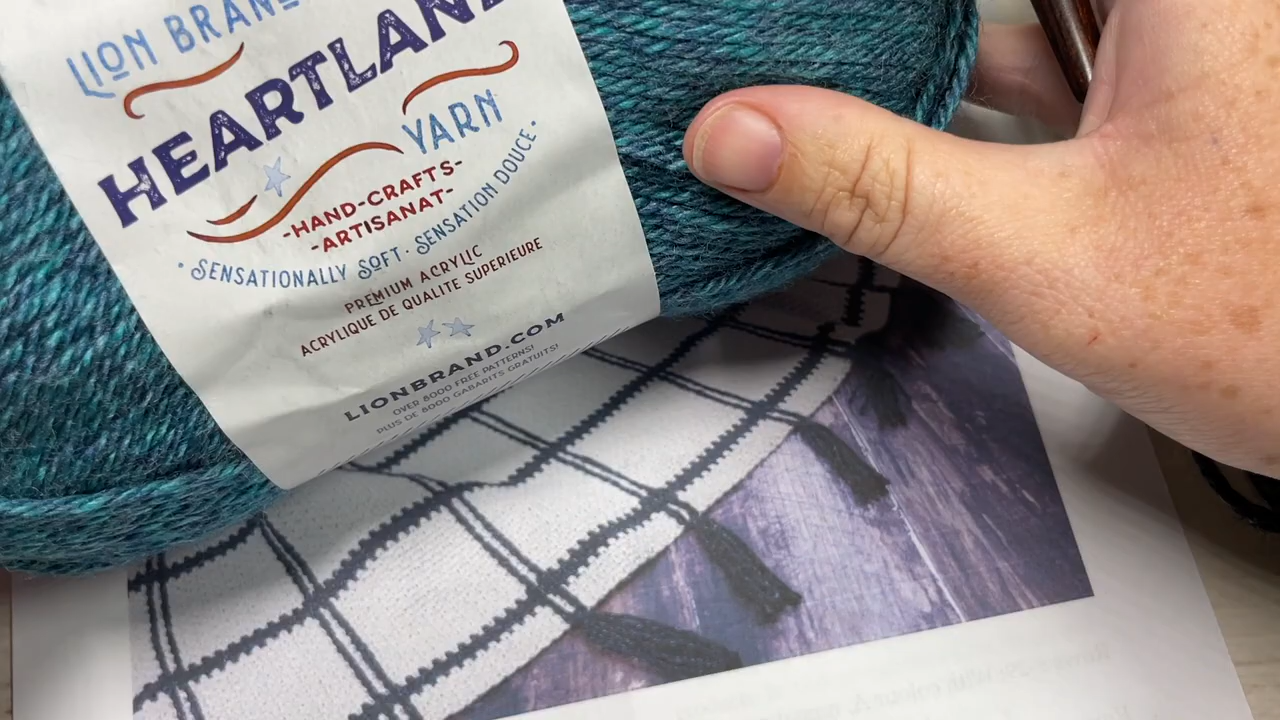 LION BRAND
HEARTLAND
YARN
-HAND-CRAFTS-
-ARTISANAT-
• SENSATIONALLY SOFT • SENSATION DOUCE •
PREMIUM ACRYLIC
ACRYLIQUE DE QUALITE SUPERIEURE
LIONBRAND.COM
OVER 8000 FREE PATTERNS!
PLUS DE 8000 GABARITS GRATUITS!